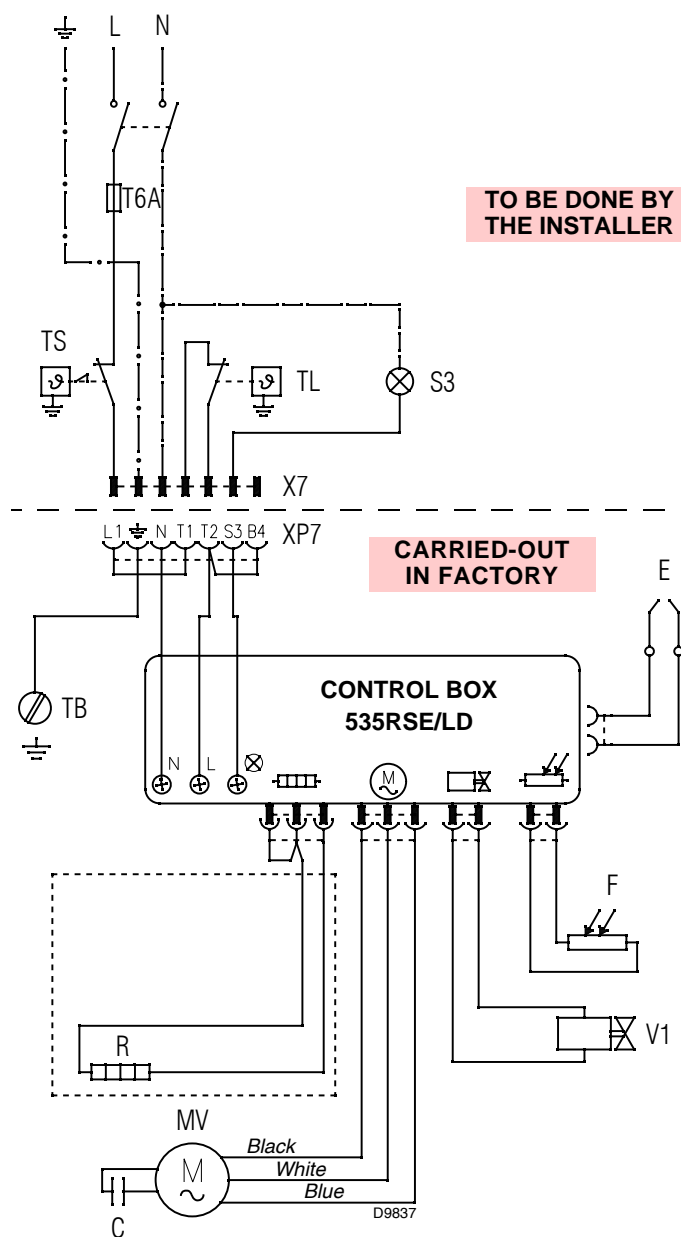 L N
T6A
TO BE DONE BY
THE INSTALLER
TS
ϑ
ϑ
TL
S3
X7
L1 N T1 T2 S3 B4
XP7
CARRIED-OUT
IN FACTORY
E
TB
CONTROL BOX
535RSE/LD
N L
M
F
R
V1
MV
M
Black
White
Blue
C
D9837